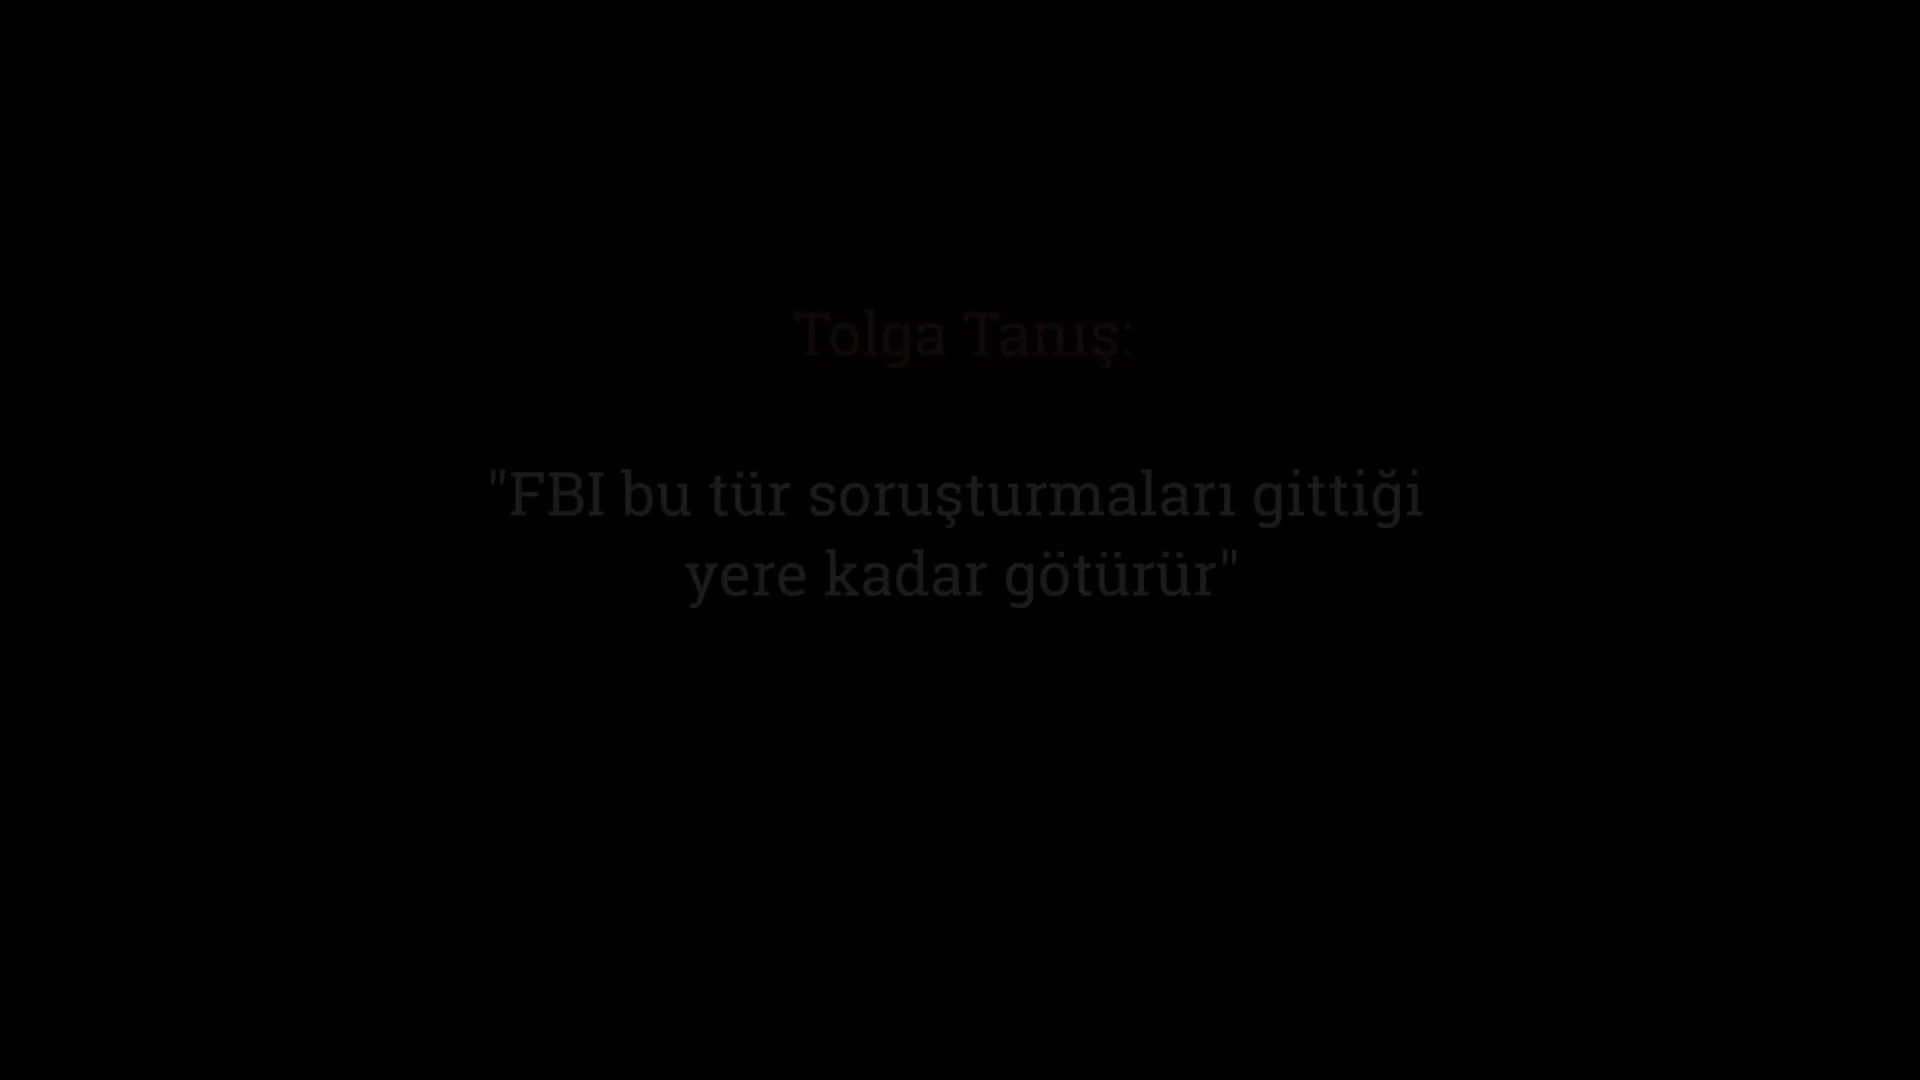 Tolga Tanış:
"FBI bu tür soruşturmaları gittiği
yere kadar götürür"